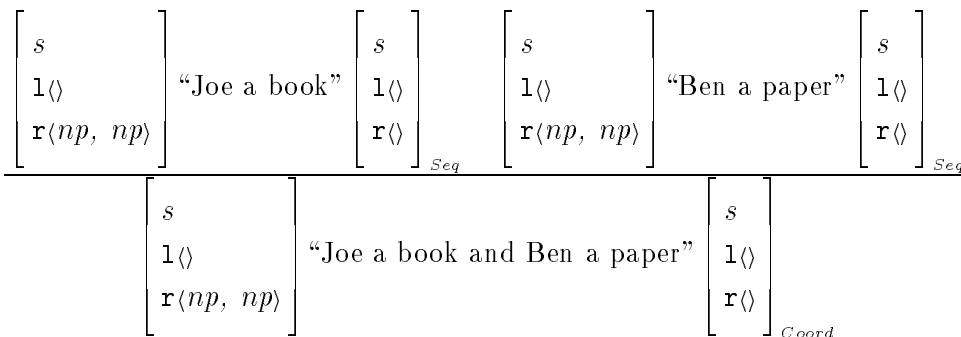 s s s s
l⟨⟩ “Joe a book” l⟨⟩ l⟨⟩ “Ben a paper” l⟨⟩
r⟨np, np⟩ r⟨⟩ r⟨np, np⟩ r⟨⟩
Seq Seq
s s
l⟨⟩ “Joe a book and Ben a paper” l⟨⟩
r⟨np, np⟩ r⟨⟩
Coord